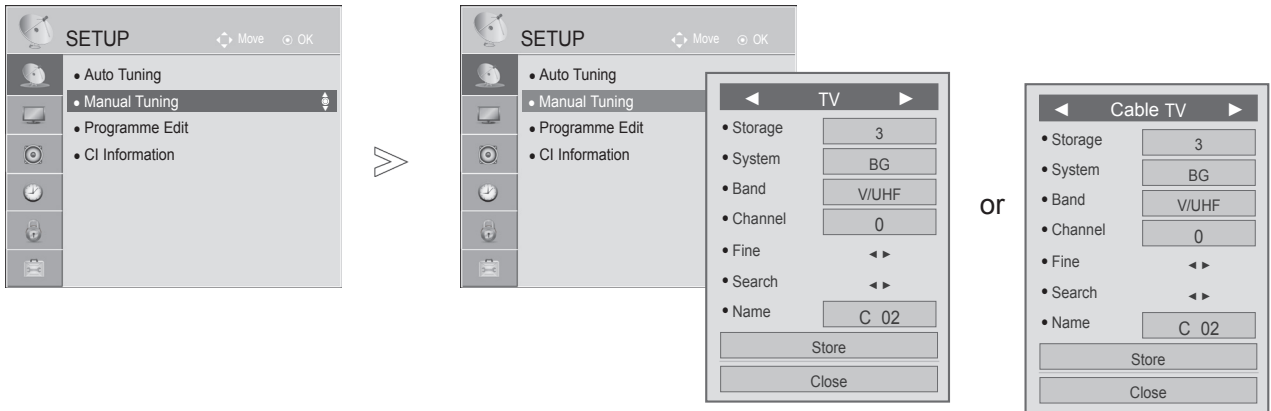 SETUP Move OK
• Auto Tuning
• Manual Tuning
• Programme Edit
• CI Information
SETUP Move OK
• Auto Tuning
• Manual Tuning
• Programme Edit
• CI Information
◄ TV ►
• Storage 3
• System BG
• Band V/UHF
• Channel 0
• Fine ◄ ►
• Search ◄ ►
• Name C 02
Store
Close
or
◄ Cable TV ►
• Storage 3
• System BG
• Band V/UHF
• Channel 0
• Fine ◄ ►
• Search ◄ ►
• Name C 02
Store
Close